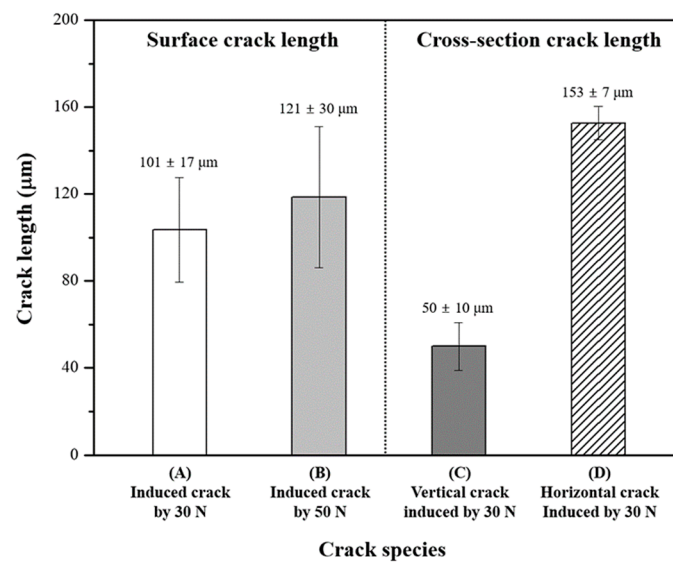 Surface crack length
Cross-section crack length
200
160
120
80
40
0
Crack length (μm)
101 ± 17 μm
121 ± 30 μm
50 ± 10 μm
153 ± 7 μm
(A)
Induced crack
by 30 N
(B)
Induced crack
by 50 N
(C)
Vertical crack
induced by 30 N
(D)
Horizontal crack
Induced by 30 N
Crack species